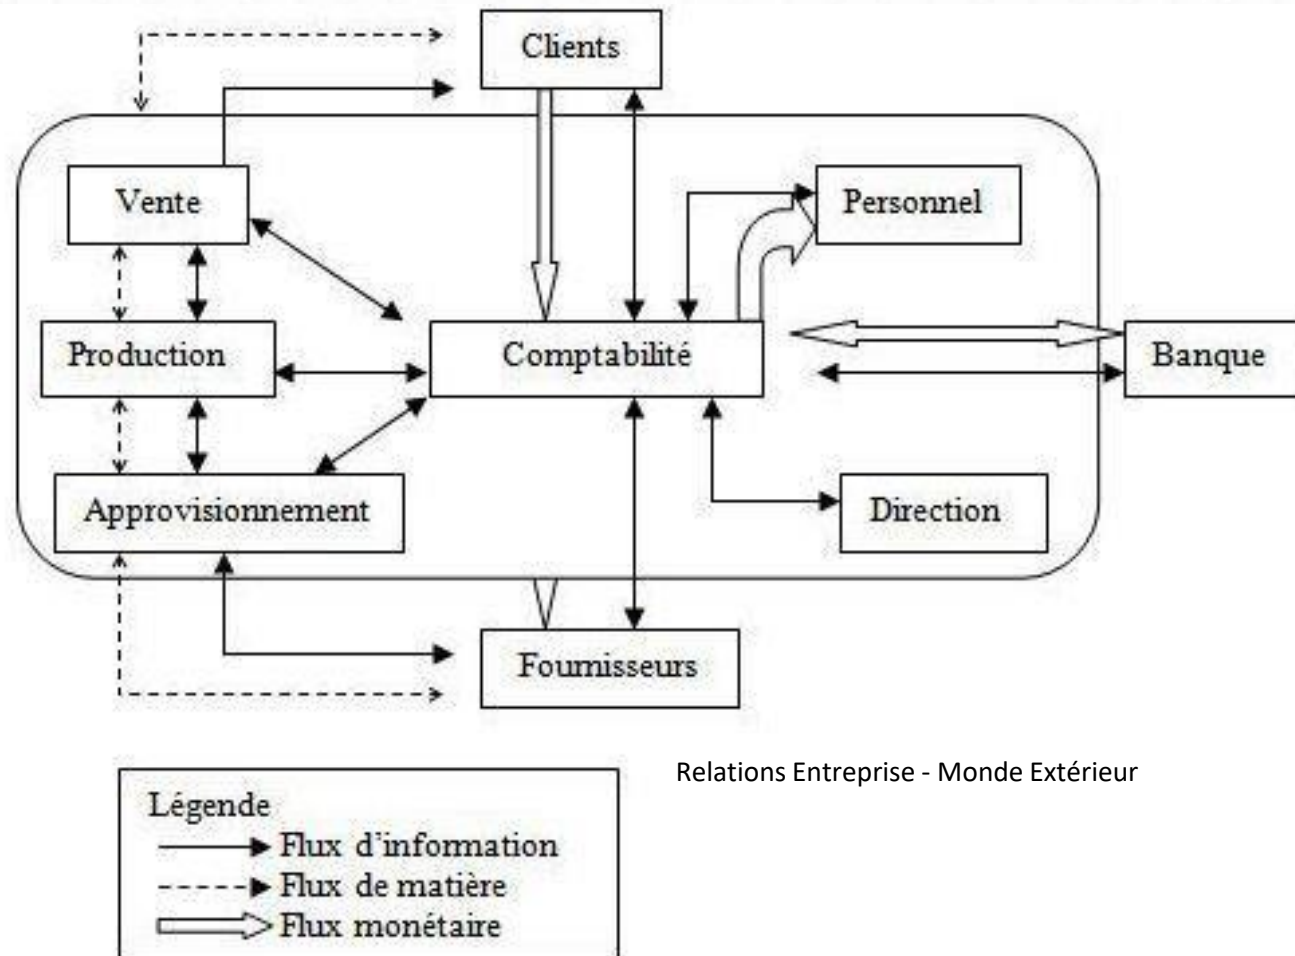 Clients
Vente
Personnel
Production
Comptabilité
Banque
Approvisionnement
Direction
Fournisseurs
Relations Entreprise - Monde Extérieur
Légende
Flux d'information
Flux de matière
Flux monétaire